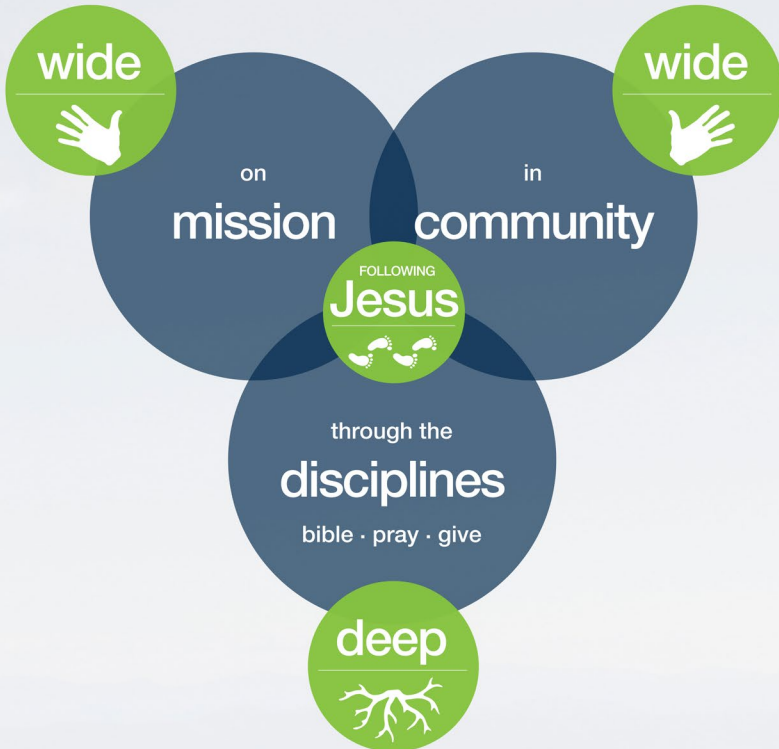 wide
wide
on
mission
in
community
FOLLOWING
Jesus
through the
disciplines
bible · pray · give
deep